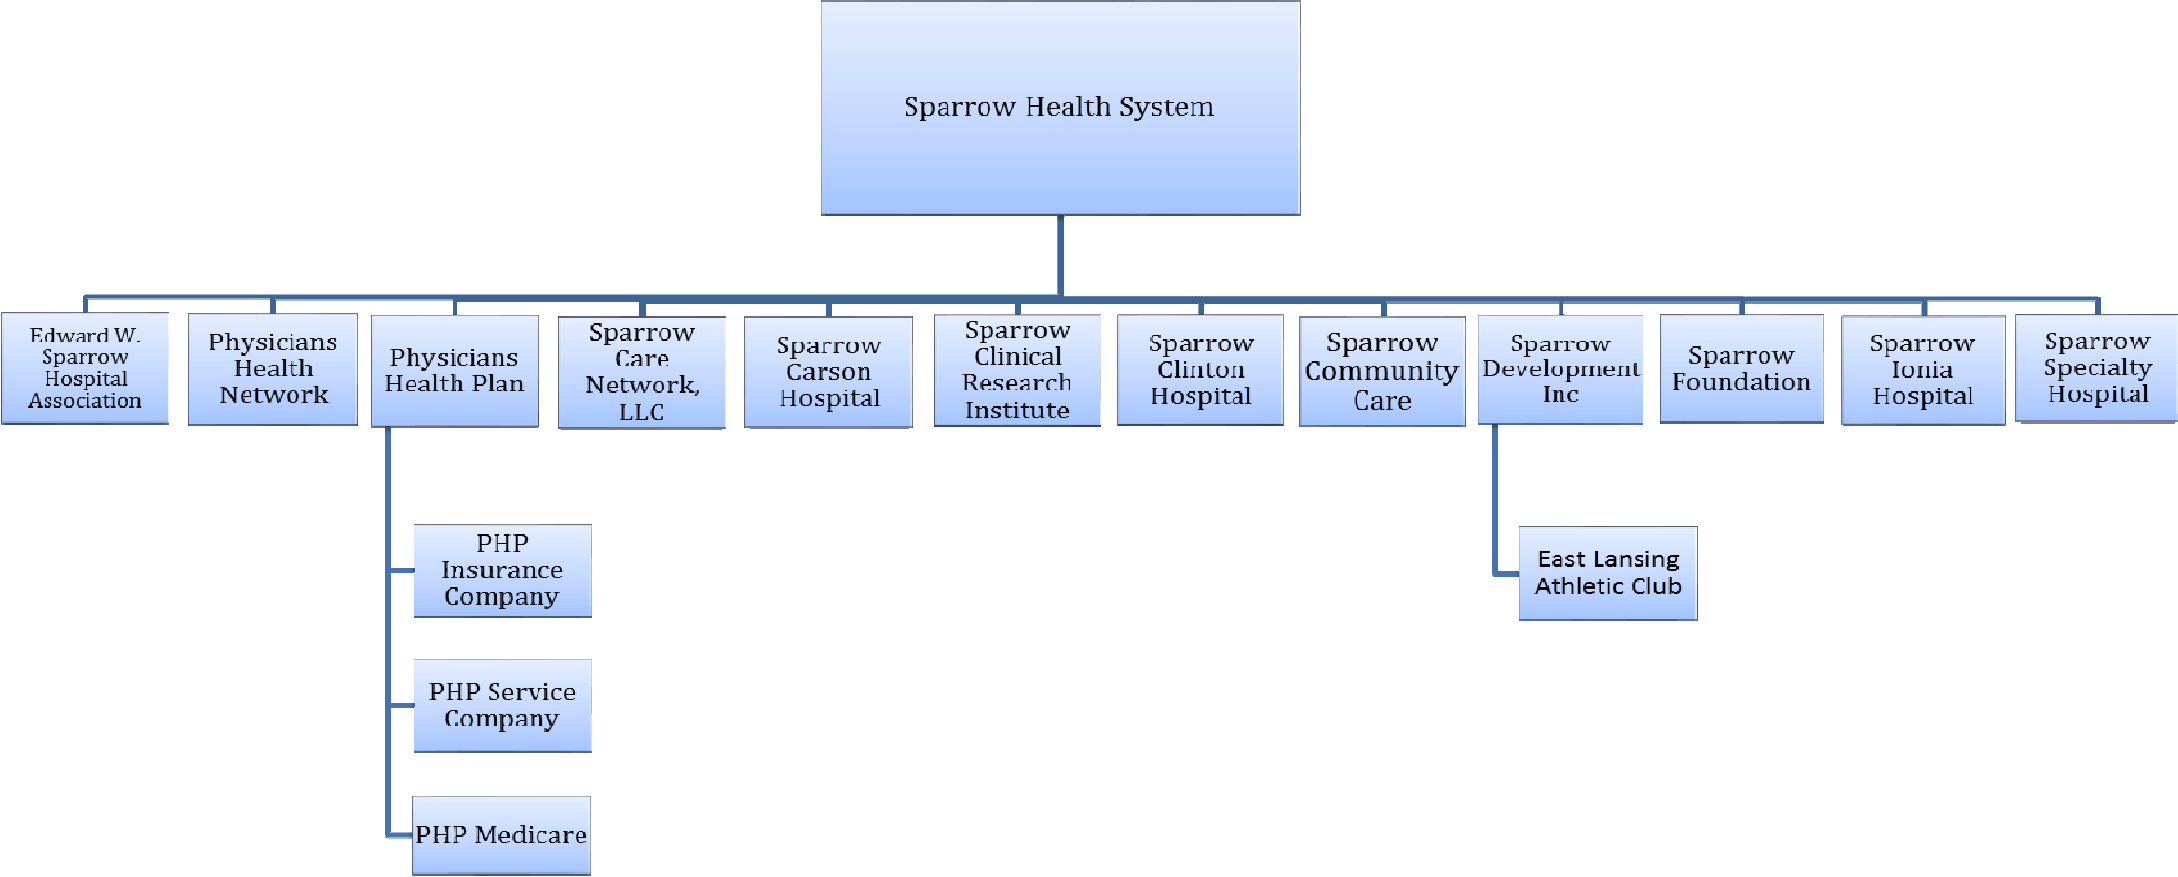 Sparrow Health System
Edward W.
Sparrow
Hospital
Association
Physicians
Health
Network
Physicians
Health Plan
Sparrow
Care
Network,
LLC
Sparrow
Carson
Hospital
Sparrow
Clinical
Research
Institute
Sparrow
Clinton
Hospital
Sparrow
Community
Care
Sparrow
Development
Inc
Sparrow
Foundation
Sparrow
Ionia
Hospital
Sparrow
Specialty
Hospital
PHP
Insurance
Company
PHP Service
Company
PHP Medicare
East Lansing
Athletic Club